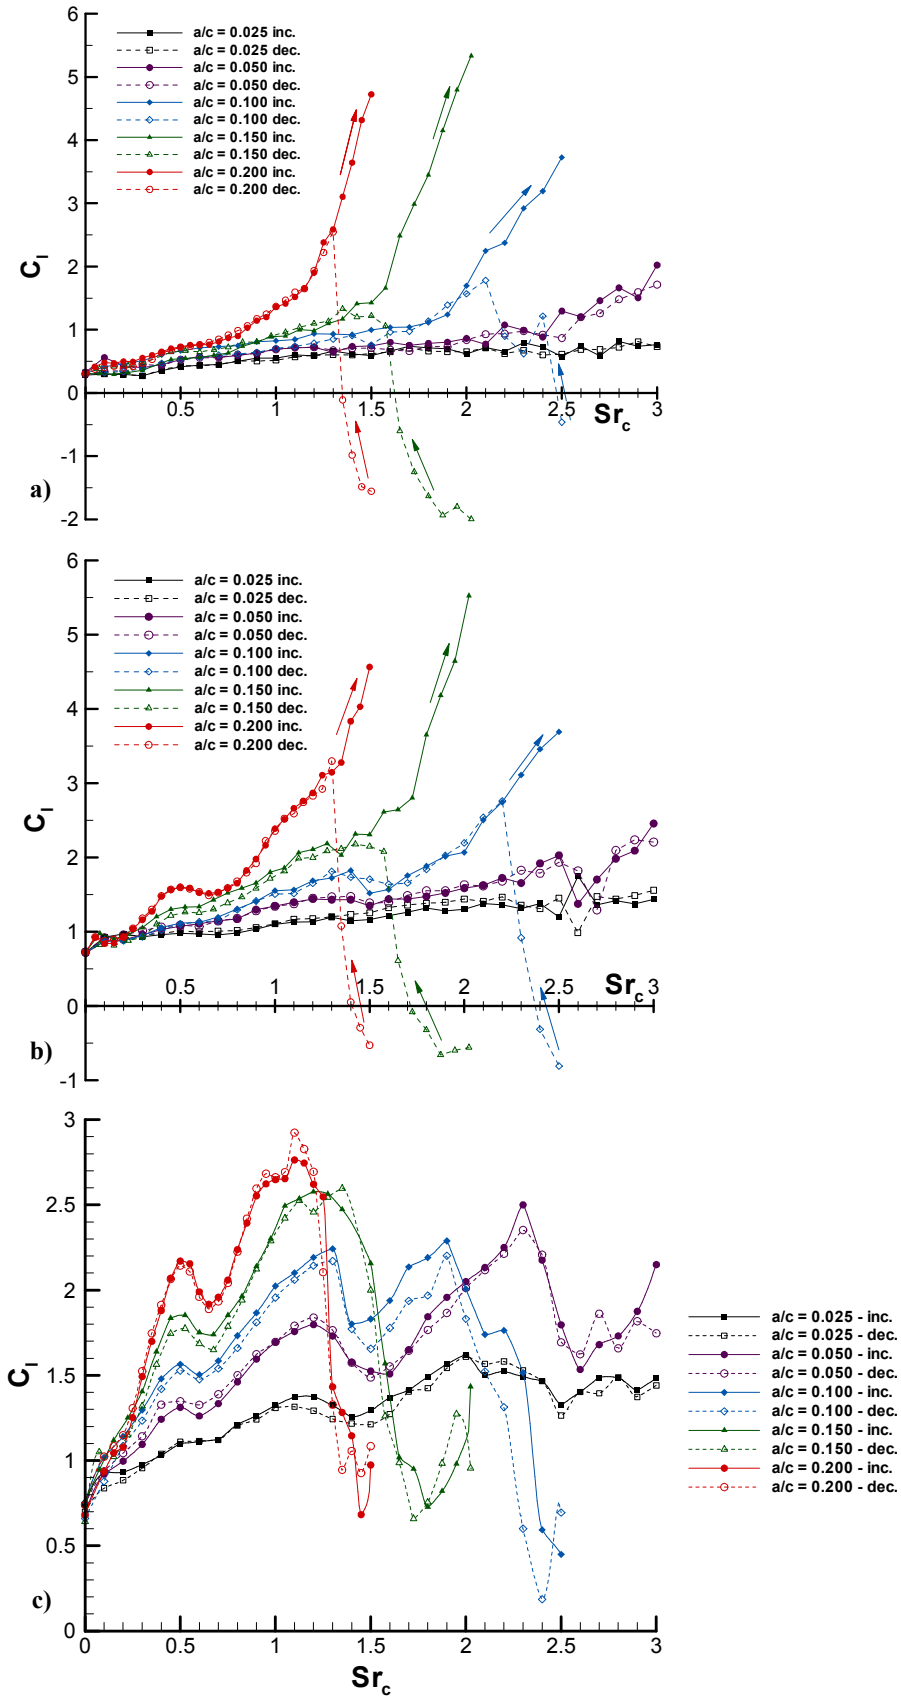 6
5
4
3
2
1
0
-1
-2
C_l
a/c = 0.025 inc.
a/c = 0.025 dec.
a/c = 0.050 inc.
a/c = 0.050 dec.
a/c = 0.100 inc.
a/c = 0.100 dec.
a/c = 0.150 inc.
a/c = 0.150 dec.
a/c = 0.200 inc.
a/c = 0.200 dec.
0.5 1 1.5 2 2.5 3
Sr_c
a)
6
5
4
3
2
1
0
-1
C_l
a/c = 0.025 inc.
a/c = 0.025 dec.
a/c = 0.050 inc.
a/c = 0.050 dec.
a/c = 0.100 inc.
a/c = 0.100 dec.
a/c = 0.150 inc.
a/c = 0.150 dec.
a/c = 0.200 inc.
a/c = 0.200 dec.
0.5 1 1.5 2 2.5 Sr_c 3
b)
3
2.5
2
1.5
1
0.5
0
C_l
a/c = 0.025 - inc.
a/c = 0.025 - dec.
a/c = 0.050 - inc.
a/c = 0.050 - dec.
a/c = 0.100 - inc.
a/c = 0.100 - dec.
a/c = 0.150 - inc.
a/c = 0.150 - dec.
a/c = 0.200 - inc.
a/c = 0.200 - dec.
c)
0 0.5 1 1.5 2 2.5 3
Sr_c